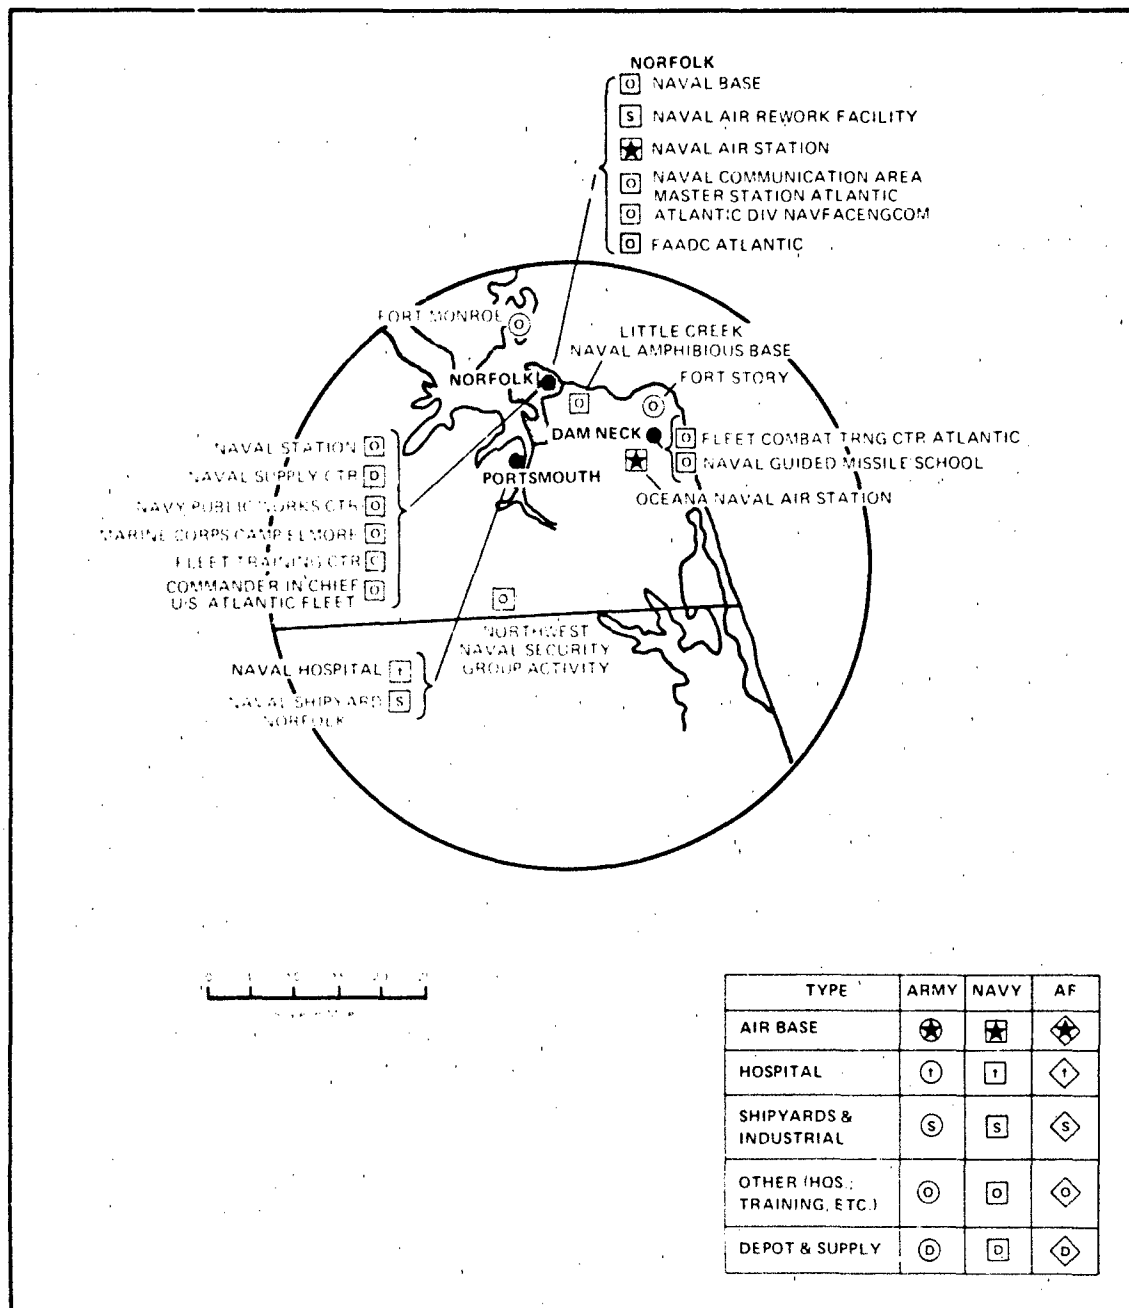 NORFOLK
O NAVAL BASE
S NAVAL AIR REWORK FACILITY
NAVAL AIR STATION
O NAVAL COMMUNICATION AREA
MASTER STATION ATLANTIC
O ATLANTIC DIV NAVFACENGCOM
O FAADC ATLANTIC
FORT MONROE O
LITTLE CREEK
NAVAL AMPHIBIOUS BASE
O
NORFOLK
FORT STORY
O
DAM NECK
O FLEET COMBAT TRNG CTR ATLANTIC
O NAVAL GUIDED MISSILE SCHOOL
OCEANA NAVAL AIR STATION
PORTSMOUTH
NAVAL STATION O
NAVAL SUPPLY CTR D
NAVY PUBLIC WORKS CTR O
MARINE CORPS CAMP ELMORE O
FLEET TRAINING CTR
COMMANDER IN CHIEF
U.S. ATLANTIC FLEET O
O
NORTHWEST
NAVAL SECURITY
GROUP ACTIVITY
NAVAL HOSPITAL †
NAVAL SHIPYARD S
NORFOLK
TYPE ARMY NAVY AF
AIR BASE
HOSPITAL † † †
SHIPYARDS &
INDUSTRIAL S S S
OTHER (HOS.;
TRAINING, ETC.) O O O
DEPOT & SUPPLY D D D